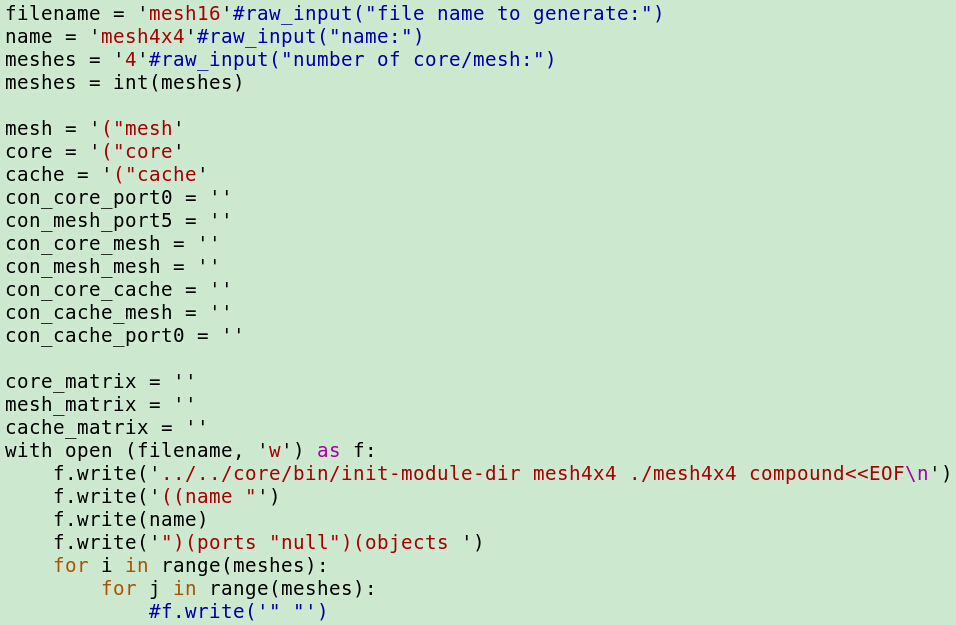 filename = 'mesh16'#raw_input("file name to generate:")
name = 'mesh4x4'#raw_input("name:")
meshes = '4'#raw_input("number of core/mesh:")
meshes = int(meshes)

mesh = '("mesh'
core = '("core'
cache = '("cache'
con_core_port0 = ''
con_mesh_port5 = ''
con_core_mesh = ''
con_mesh_mesh = ''
con_core_cache = ''
con_cache_mesh = ''
con_cache_port0 = ''

core_matrix = ''
mesh_matrix = ''
cache_matrix = ''
with open (filename, 'w') as f:
    f.write('../../core/bin/init-module-dir mesh4x4 ./mesh4x4 compound<<EOF\n')
    f.write('((name "')
    f.write(name)
    f.write('")(ports "null")(objects ')
    for i in range(meshes):
        for j in range(meshes):
            #f.write('" "')